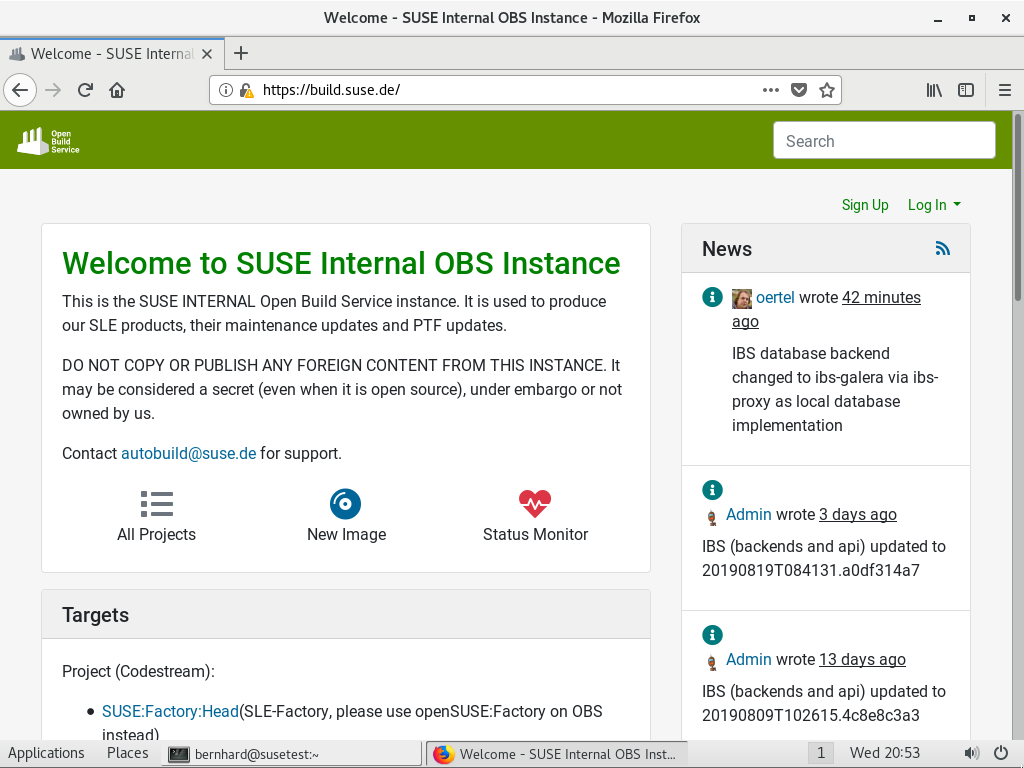 Welcome - SUSE Internal OBS Instance - Mozilla Firefox
Welcome - SUSE Internal
https://build.suse.de/
Open
Build
Service
Search
Sign Up
Log In
Welcome to SUSE Internal OBS Instance
This is the SUSE INTERNAL Open Build Service instance. It is used to produce
our SLE products, their maintenance updates and PTF updates.
DO NOT COPY OR PUBLISH ANY FOREIGN CONTENT FROM THIS INSTANCE. It
may be considered a secret (even when it is open source), under embargo or not
owned by us.
Contact autobuild@suse.de for support.
All Projects
New Image
Status Monitor
Targets
Project (Codestream):
• SUSE:Factory:Head(SLE-Factory, please use openSUSE:Factory on OBS
instead)
News
oertel wrote 42 minutes
ago
IBS database backend
changed to ibs-galera via ibs-
proxy as local database
implementation
Admin wrote 3 days ago
IBS (backends and api) updated to
20190819T084131.a0df314a7
Admin wrote 13 days ago
IBS (backends and api) updated to
20190809T102615.4c8e8c3a3
Applications
Places
bernhard@susetest:~
Welcome - SUSE Internal OBS Inst...
1
Wed 20:53